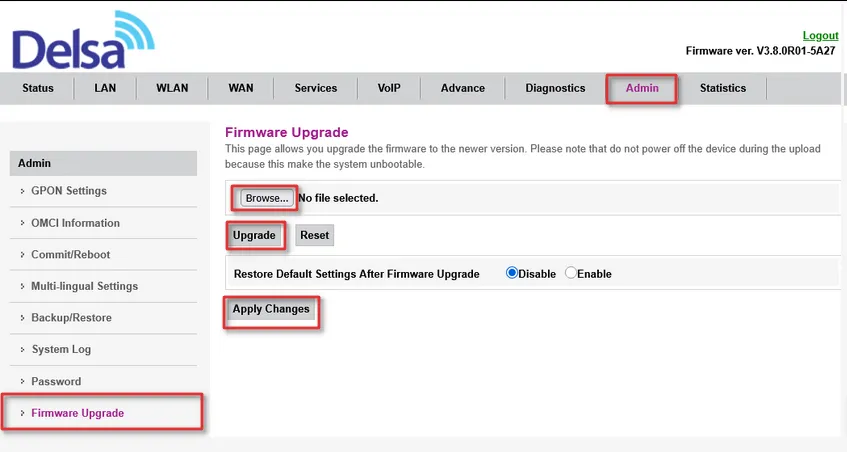 Delsa
Logout
Firmware ver. V3.8.0R01-5A27
Status LAN WLAN WAN Services VoIP Advance Diagnostics Admin Statistics
Admin
GPON Settings
OMCI Information
Commit/Reboot
Multi-lingual Settings
Backup/Restore
System Log
Password
Firmware Upgrade
Firmware Upgrade
This page allows you upgrade the firmware to the newer version. Please note that do not power off the device during the upload
because this make the system unbootable.
Browse... No file selected.
Upgrade Reset
Restore Default Settings After Firmware Upgrade Disable Enable
Apply Changes